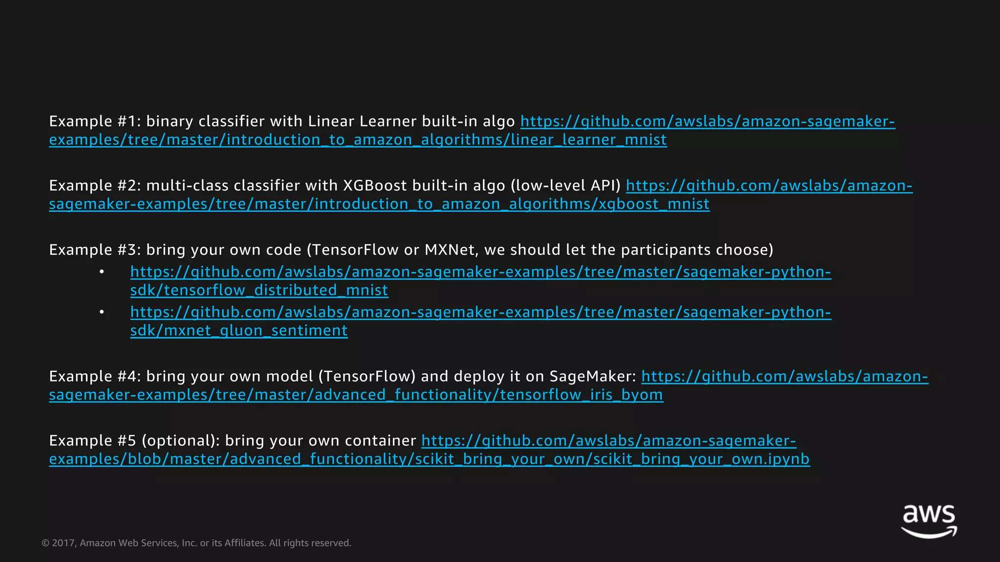 Example #1: binary classifier with Linear Learner built-in algo https://github.com/awslabs/amazon-sagemaker-
examples/tree/master/introduction_to_amazon_algorithms/linear_learner_mnist
Example #2: multi-class classifier with XGBoost built-in algo (low-level API) https://github.com/awslabs/amazon-
sagemaker-examples/tree/master/introduction_to_amazon_algorithms/xgboost_mnist
Example #3: bring your own code (TensorFlow or MXNet, we should let the participants choose)
• https://github.com/awslabs/amazon-sagemaker-examples/tree/master/sagemaker-python-
sdk/tensorflow_distributed_mnist
• https://github.com/awslabs/amazon-sagemaker-examples/tree/master/sagemaker-python-
sdk/mxnet_gluon_sentiment
Example #4: bring your own model (TensorFlow) and deploy it on SageMaker: https://github.com/awslabs/amazon-
sagemaker-examples/tree/master/advanced_functionality/tensorflow_iris_byom
Example #5 (optional): bring your own container https://github.com/awslabs/amazon-sagemaker-
examples/blob/master/advanced_functionality/scikit_bring_your_own/scikit_bring_your_own.ipynb
aws
© 2017, Amazon Web Services, Inc. or its Affiliates. All rights reserved.